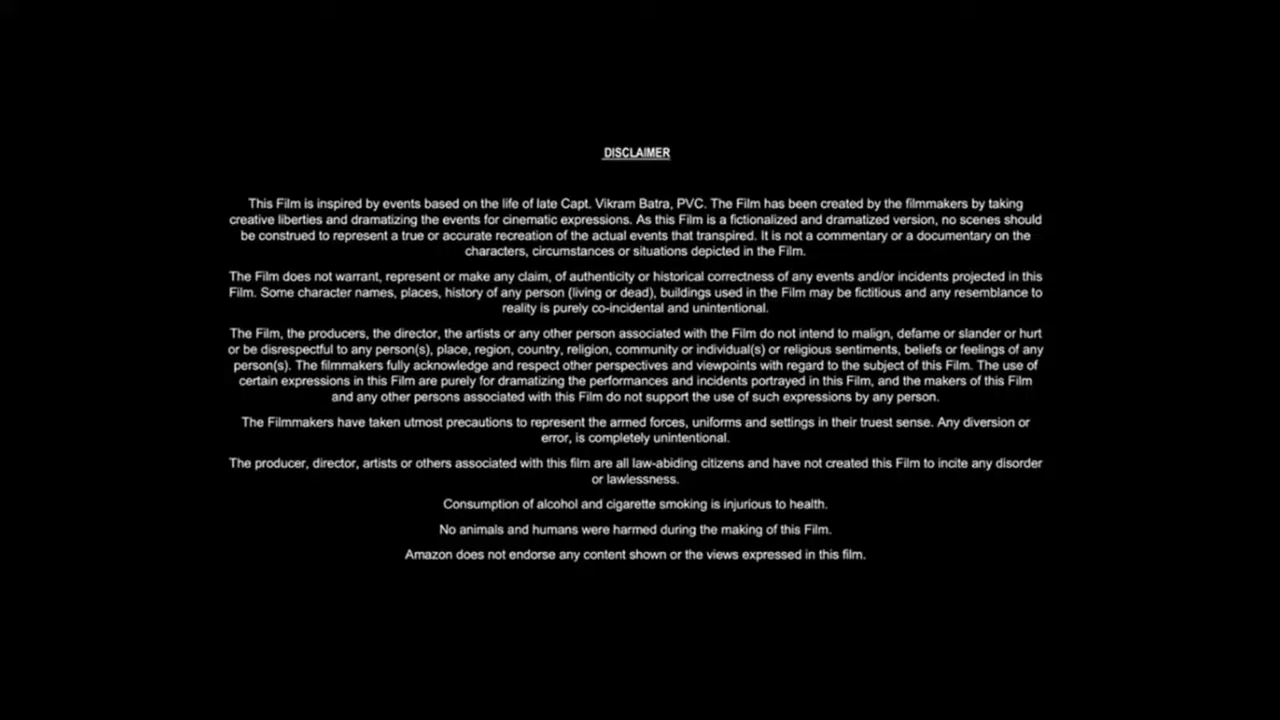 DISCLAIMER
This Film is inspired by events based on the life of late Capt. Vikram Batra, PVC. The Film has been created by the filmmakers by taking
creative liberties and dramatizing the events for cinematic expressions. As this Film is a fictionalized and dramatized version, no scenes should
be construed to represent a true or accurate recreation of the actual events that transpired. It is not a commentary or a documentary on the
characters, circumstances or situations depicted in the Film.
The Film does not warrant, represent or make any claim, of authenticity or historical correctness of any events and/or incidents projected in this
Film. Some character names, places, history of any person (living or dead), buildings used in the Film may be fictitious and any resemblance to
reality is purely co-incidental and unintentional.
The Film, the producers, the director, the artists or any other person associated with the Film do not intend to malign, defame or slander or hurt
or be disrespectful to any person(s), place, region, country, religion, community or individual(s) or religious sentiments, beliefs or feelings of any
person(s). The filmmakers fully acknowledge and respect other perspectives and viewpoints with regard to the subject of this Film. The use of
certain expressions in this Film are purely for dramatizing the performances and incidents portrayed in this Film, and the makers of this Film
and any other persons associated with this Film do not support the use of such expressions by any person.
The Filmmakers have taken utmost precautions to represent the armed forces, uniforms and settings in their truest sense. Any diversion or
error, is completely unintentional.
The producer, director, artists or others associated with this film are all law-abiding citizens and have not created this Film to incite any disorder
or lawlessness.
Consumption of alcohol and cigarette smoking is injurious to health.
No animals and humans were harmed during the making of this Film.
Amazon does not endorse any content shown or the views expressed in this film.